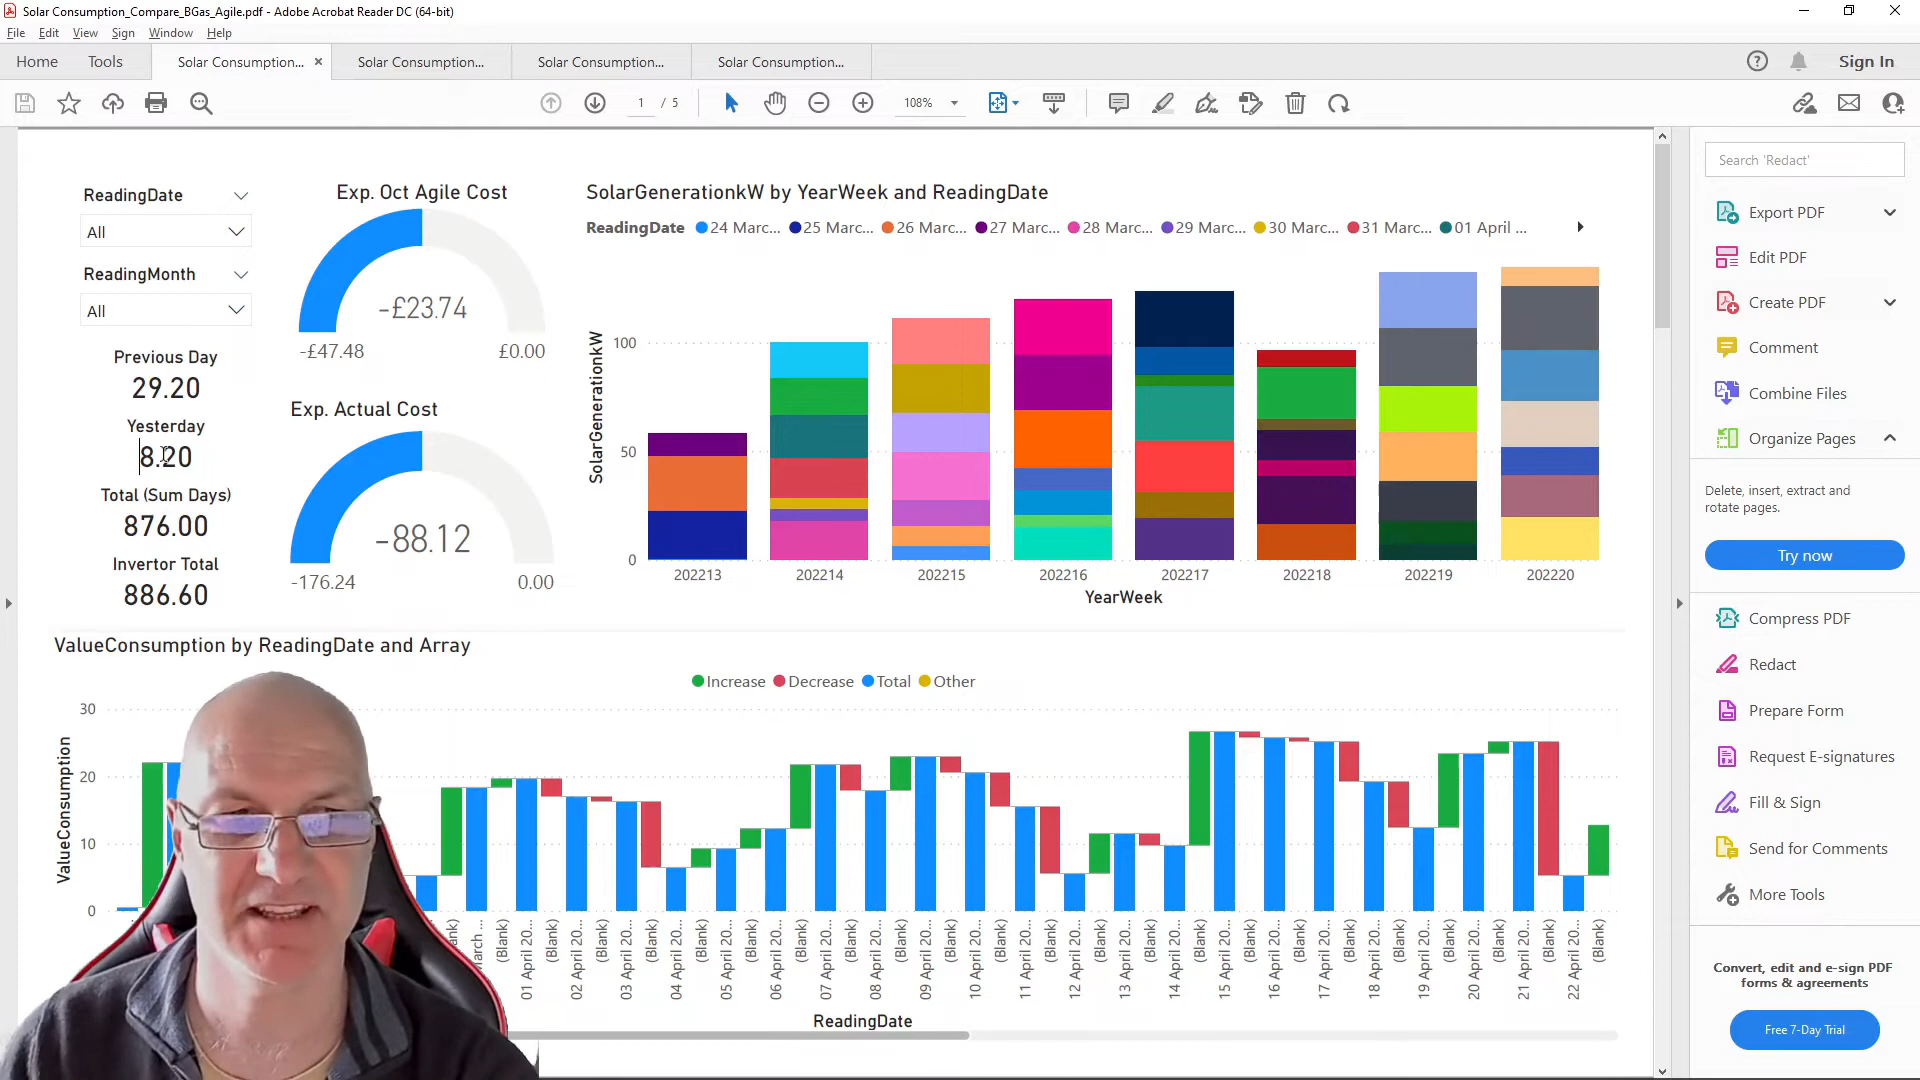 Solar Consumption_Compare_BGas_Agile.pdf - Adobe Acrobat Reader DC (64-bit)
File Edit View Sign Window Help
Home Tools Solar Consumption... × Solar Consumption... Solar Consumption... Solar Consumption... Sign In
1 / 5 108%
ReadingDate
All
ReadingMonth
All
Previous Day
29.20
Yesterday
8.20
Total (Sum Days)
876.00
Invertor Total
886.60
Exp. Oct Agile Cost
-£23.74
-£47.48 £0.00
Exp. Actual Cost
-88.12
-176.24 0.00
SolarGenerationkW by YearWeek and ReadingDate
ReadingDate 24 Marc... 25 Marc... 26 Marc... 27 Marc... 28 Marc... 29 Marc... 30 Marc... 31 Marc... 01 April ...
SolarGenerationkW
100
50
0
202213 202214 202215 202216 202217 202218 202219 202220
YearWeek
ValueConsumption by ReadingDate and Array
Increase Decrease Total Other
ValueConsumption
30
20
10
0
March ... (Blank) 01 April 20... (Blank) 02 April 20... (Blank) 03 April 20... (Blank) 04 April 20... (Blank) 05 April 20... (Blank) 06 April 20... (Blank) 07 April 20... (Blank) 08 April 20... (Blank) 09 April 20... (Blank) 10 April 20... (Blank) 11 April 20... (Blank) 12 April 20... (Blank) 13 April 20... (Blank) 14 April 20... (Blank) 15 April 20... (Blank) 16 April 20... (Blank) 17 April 20... (Blank) 18 April 20... (Blank) 19 April 20... (Blank) 20 April 20... (Blank) 21 April 20... (Blank) 22 April 20... (Blank)
ReadingDate
Search 'Redact'
Export PDF
Edit PDF
Create PDF
Comment
Combine Files
Organize Pages
Delete, insert, extract and
rotate pages.
Try now
Compress PDF
Redact
Prepare Form
Request E-signatures
Fill & Sign
Send for Comments
More Tools
Convert, edit and e-sign PDF
forms & agreements
Free 7-Day Trial